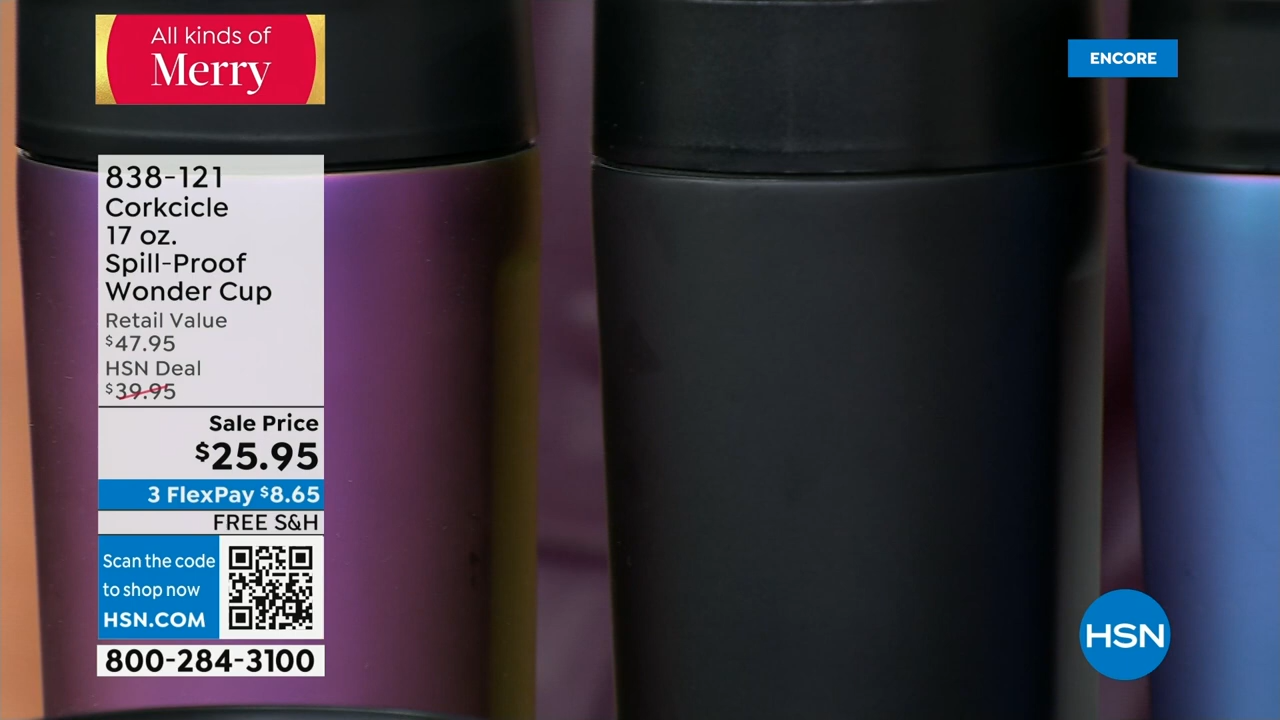 All kinds of
Merry
ENCORE
838-121
Corkcicle
17 oz.
Spill-Proof
Wonder Cup
Retail Value
$47.95
HSN Deal
$39.95
Sale Price
$25.95
3 FlexPay $8.65
FREE S&H
Scan the code
to shop now
HSN.COM
800-284-3100
HSN